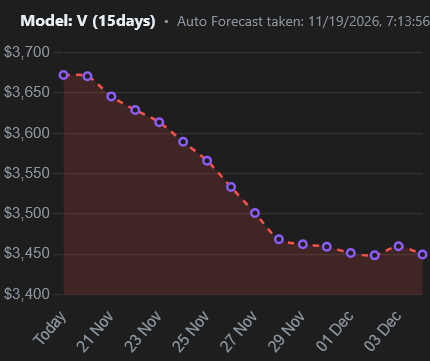 Model: V (15days) • Auto Forecast taken: 11/19/2026, 7:13:56
$3,700
$3,650
$3,600
$3,550
$3,500
$3,450
$3,400
Today
21 Nov
23 Nov
25 Nov
27 Nov
29 Nov
01 Dec
03 Dec